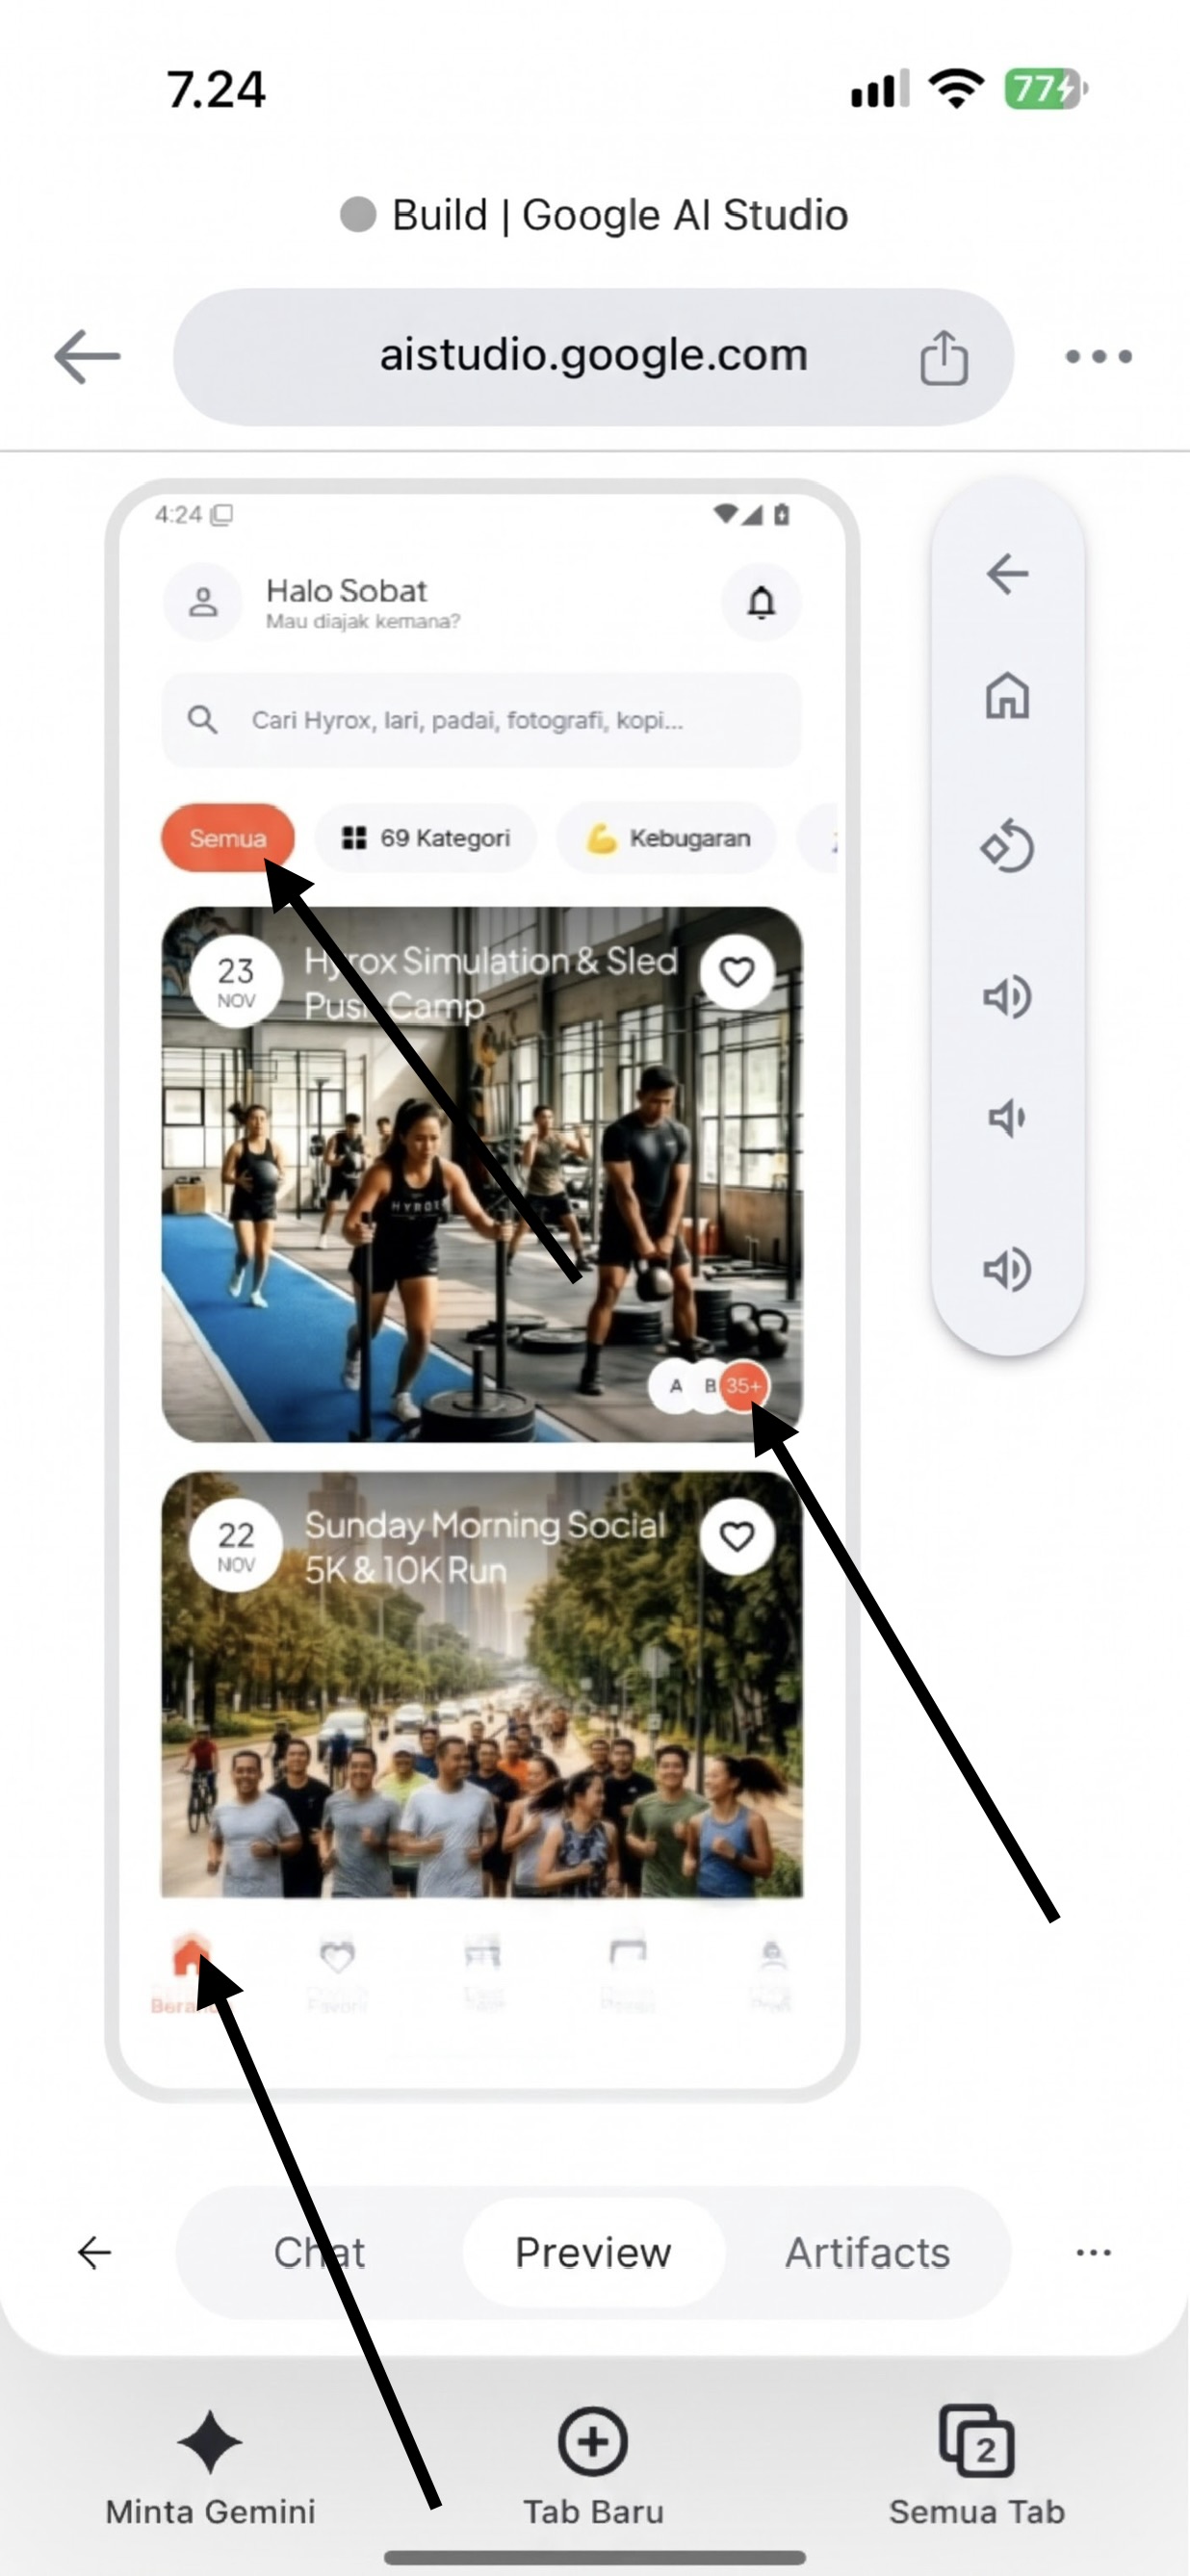 7.24
77
Build | Google AI Studio
aistudio.google.com
4:24
Halo Sobat
Mau diajak kemana?
Cari Hyrox, lari, padai, fotografi, kopi...
Semua
69 Kategori
💪 Kebugaran
23
NOV
Hyrox Simulation & Sled
Push Camp
HYROX
A B 35+
22
NOV
Sunday Morning Social
5K & 10K Run
Favorit
Chat
Preview
Artifacts
Minta Gemini
Tab Baru
2
Semua Tab